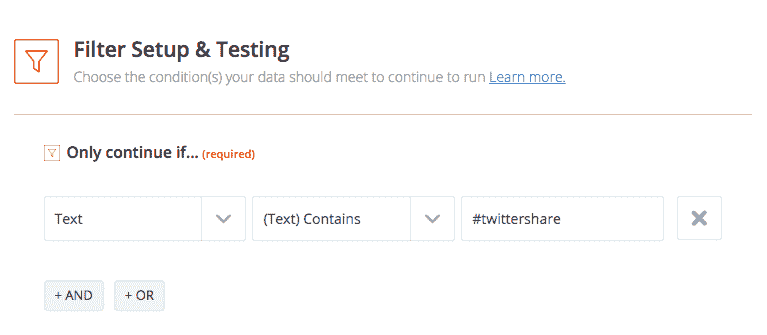 Filter Setup & Testing
Choose the condition(s) your data should meet to continue to run Learn more.
Only continue if... (required)
Text (Text) Contains #twittershare
+ AND + OR